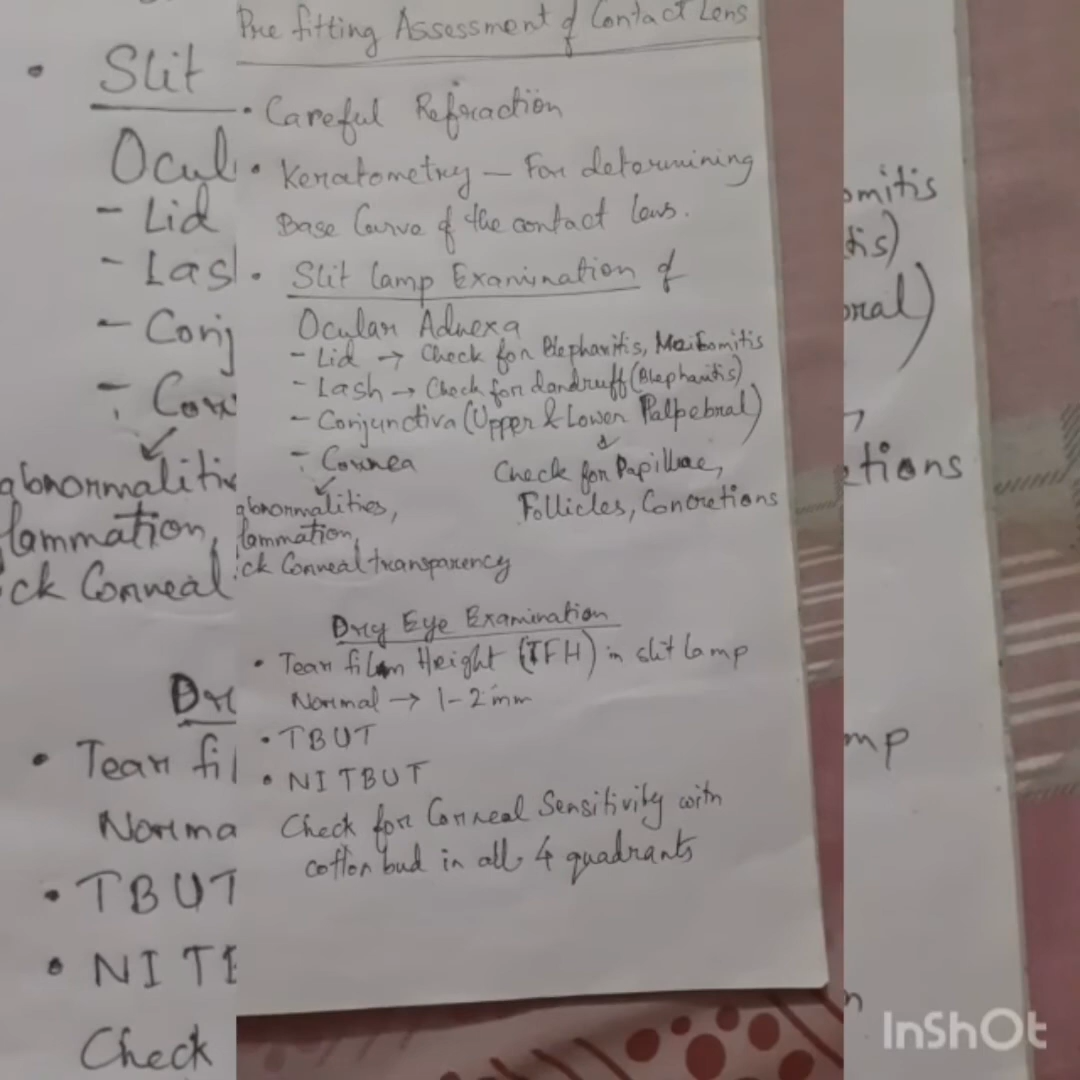 Pre fitting Assessment of Contact Lens
• Careful Refraction
• Keratometry – For determining
Base Curve of the contact lens.
• Slit lamp Examination of
Ocular Adnexa
- Lid → Check for Blepharitis, Meibomitis
- Lash → Check for dandruff (Blepharitis)
- Conjunctiva (Upper & Lower Palpebral)
- Cornea
Check for Papillae,
Follicles, Concretions
abnormalities,
lammation,
ck Corneal transparency
Dry Eye Examination
• Tear film Height (TFH) in slit lamp
Normal → 1-2 mm
• TBUT
• NITBUT
Check for Corneal Sensitivity with
cotton bud in all 4 quadrants
InShOt